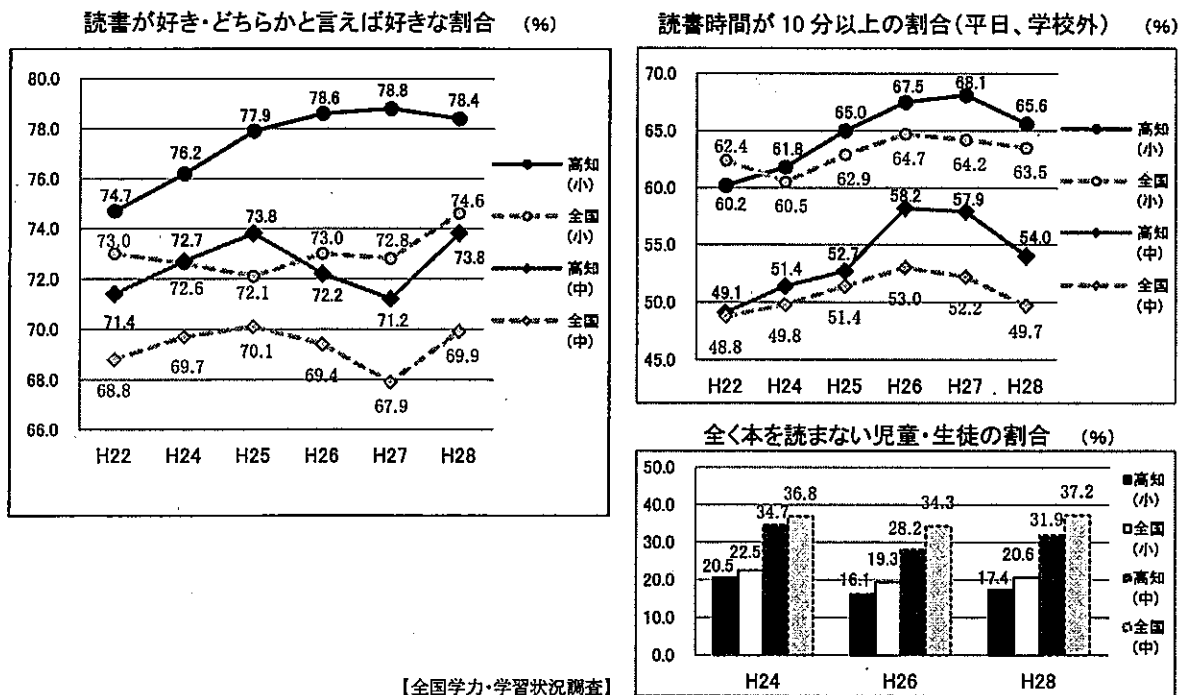 読書が好き・どちらかと言えば好きな割合 (%)
80.0
78.0
76.0
74.0
72.0
70.0
68.0
66.0
74.7
76.2
77.9
78.6
78.8
78.4
73.0
72.6
72.1
73.0
72.8
74.6
71.4
72.7
73.8
72.2
71.2
73.8
68.8
69.7
70.1
69.4
67.9
69.9
H22 H24 H25 H26 H27 H28
高知
(小)
全国
(小)
高知
(中)
全国
(中)
読書時間が 10 分以上の割合(平日、学校外) (%)
70.0
65.0
60.0
55.0
50.0
45.0
60.2
61.8
65.0
67.5
68.1
65.6
62.4
60.5
62.9
64.7
64.2
63.5
49.1
51.4
52.7
58.2
57.9
54.0
48.8
49.8
51.4
53.0
52.2
49.7
H22 H24 H25 H26 H27 H28
高知
(小)
全国
(小)
高知
(中)
全国
(中)
全く本を読まない児童・生徒の割合 (%)
50.0
40.0
30.0
20.0
10.0
0.0
20.5
22.5
34.7
36.8
16.1
19.3
28.2
34.3
17.4
20.6
31.9
37.2
H24 H26 H28
高知
(小)
全国
(小)
高知
(中)
全国
(中)
【全国学力・学習状況調査】